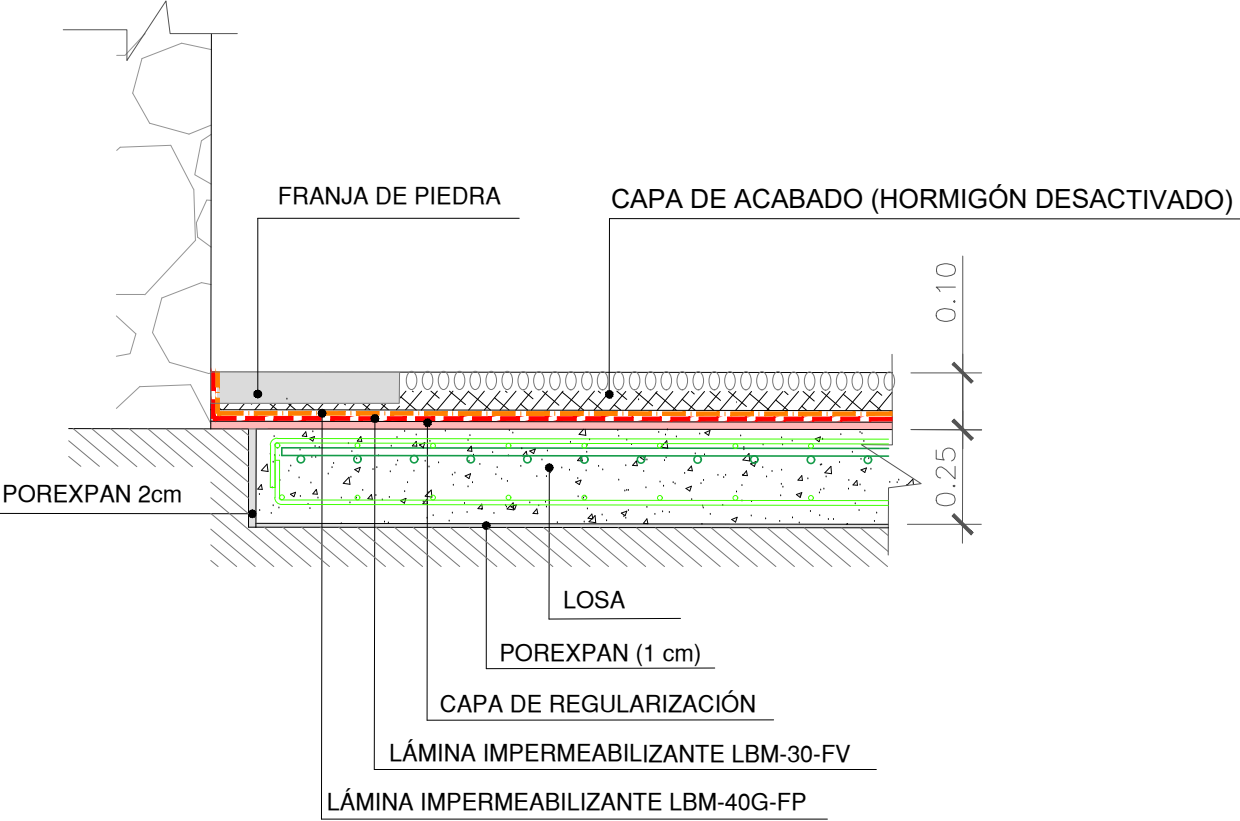 FRANJA DE PIEDRA
CAPA DE ACABADO (HORMIGÓN DESACTIVADO)
0.10
0.25
POREXPAN 2cm
LOSA
POREXPAN (1 cm)
CAPA DE REGULARIZACIÓN
LÁMINA IMPERMEABILIZANTE LBM-30-FV
LÁMINA IMPERMEABILIZANTE LBM-40G-FP